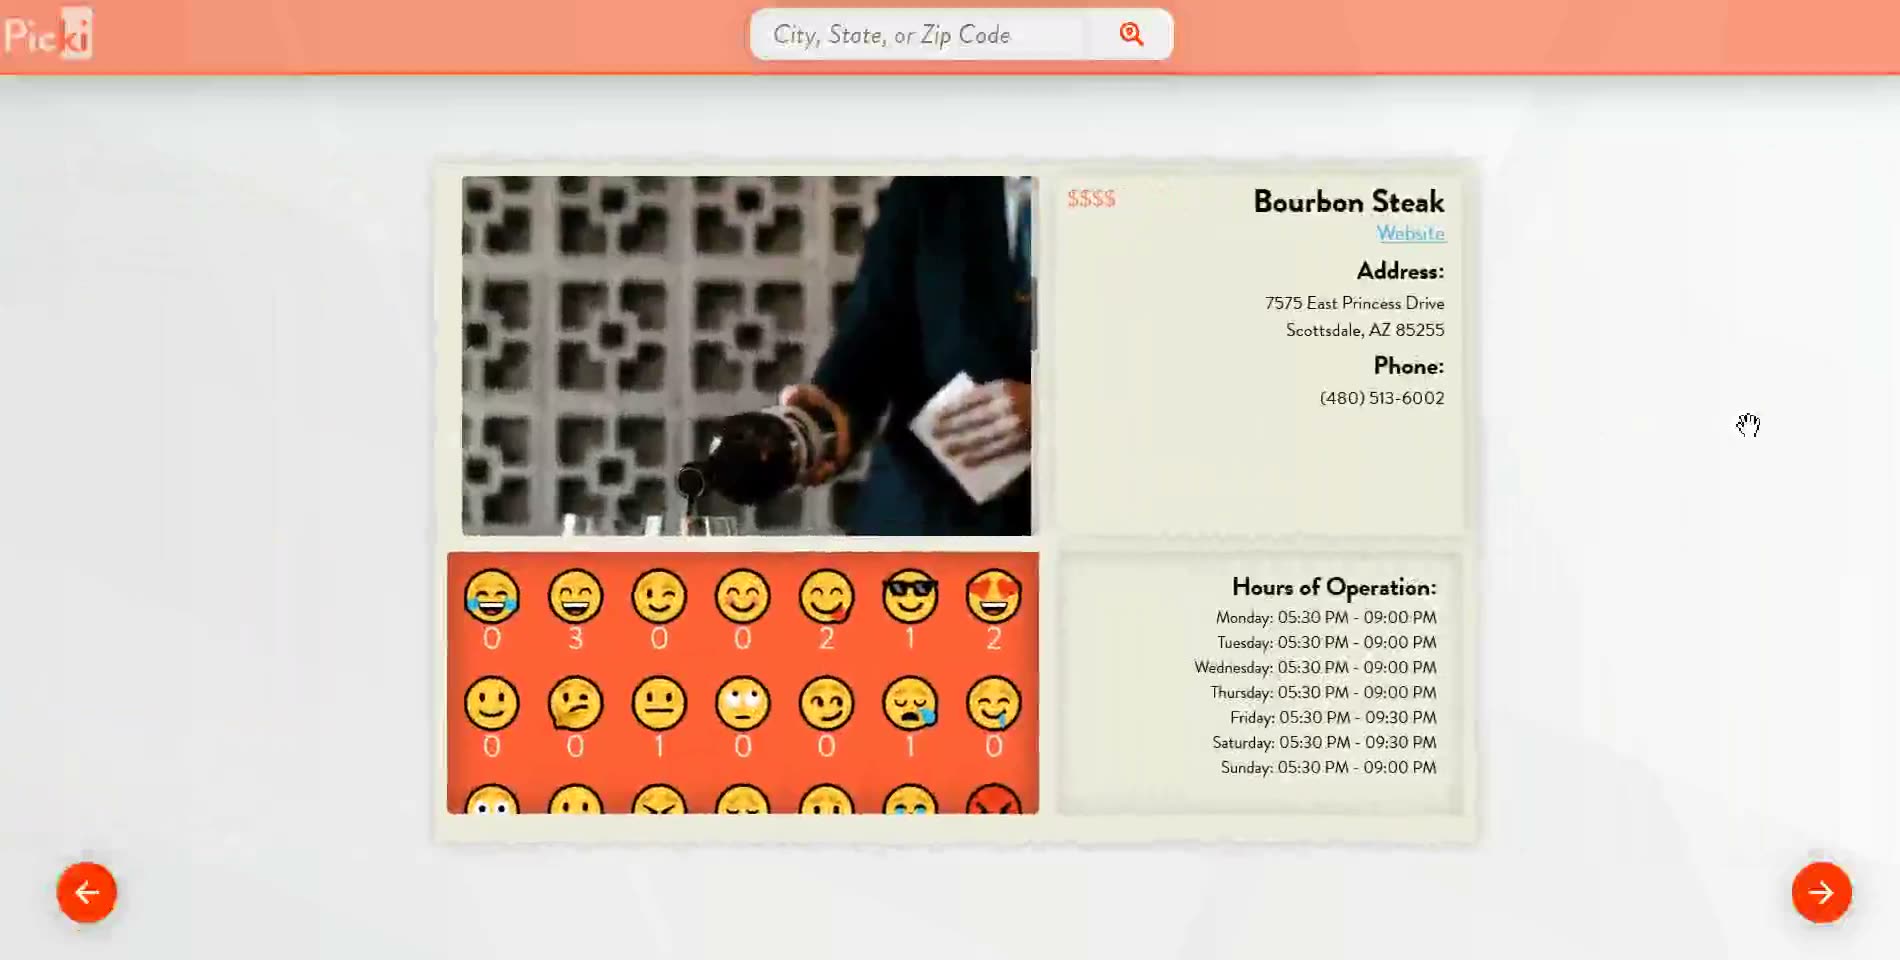 Picki
City, State, or Zip Code
$$$$
Bourbon Steak
Website
Address:
7575 East Princess Drive
Scottsdale, AZ 85255
Phone:
(480) 513-6002
0 3 0 0 2 1 2
0 0 1 0 0 1 0
Hours of Operation:
Monday: 05:30 PM - 09:00 PM
Tuesday: 05:30 PM - 09:00 PM
Wednesday: 05:30 PM - 09:00 PM
Thursday: 05:30 PM - 09:00 PM
Friday: 05:30 PM - 09:30 PM
Saturday: 05:30 PM - 09:30 PM
Sunday: 05:30 PM - 09:00 PM